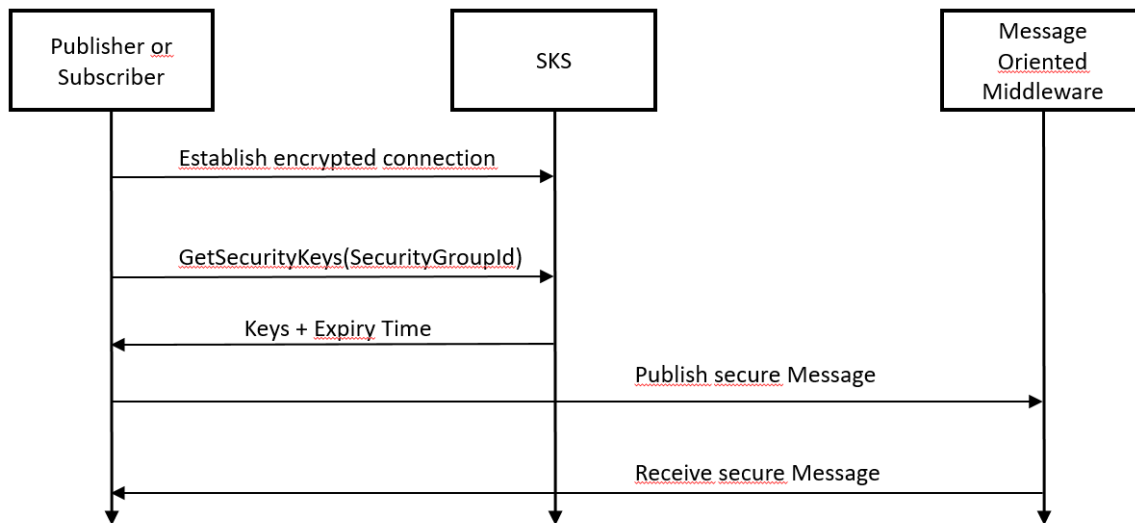 Publisher or
Subscriber
SKS
Message
Oriented
Middleware
Establish encrypted connection
GetSecurityKeys(SecurityGroupId)
Keys + Expiry Time
Publish secure Message
Receive secure Message